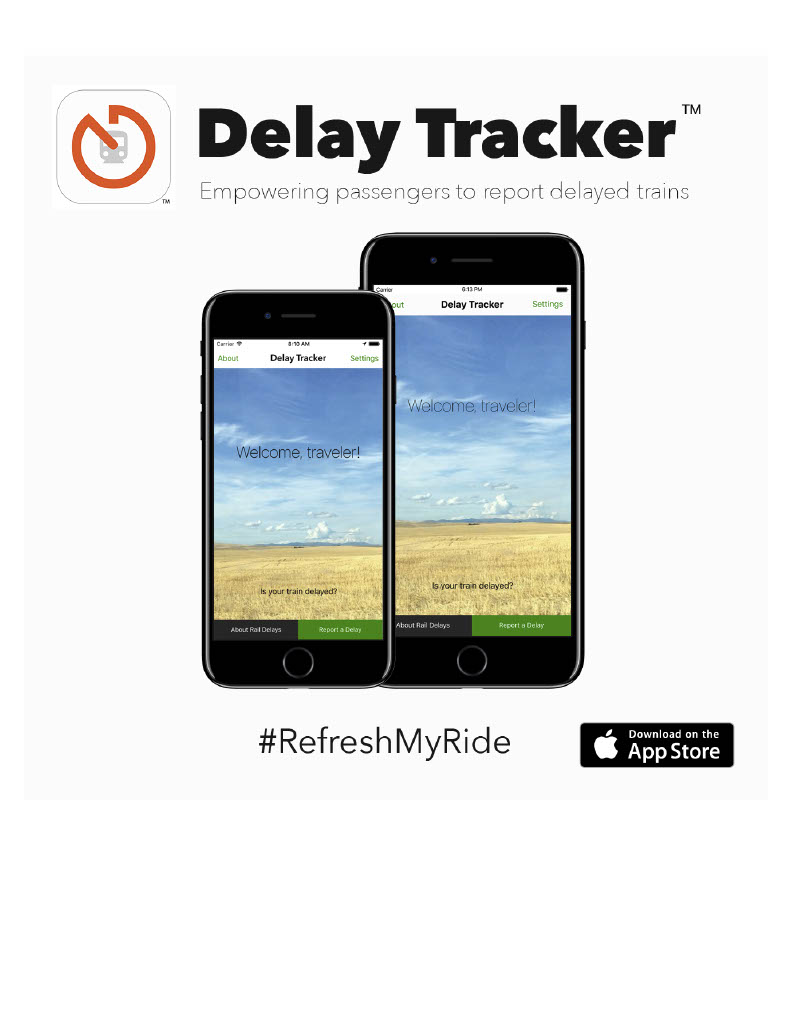 Delay Tracker™
Empowering passengers to report delayed trains
TM
Carrier 6:13 PM
out Delay Tracker Settings
Welcome, traveler!
Is your train delayed?
About Rail Delays Report a Delay
Carrier 8:10 AM
About Delay Tracker Settings
Welcome, traveler!
Is your train delayed?
About Rail Delays Report a Delay
#RefreshMyRide
Download on the
App Store